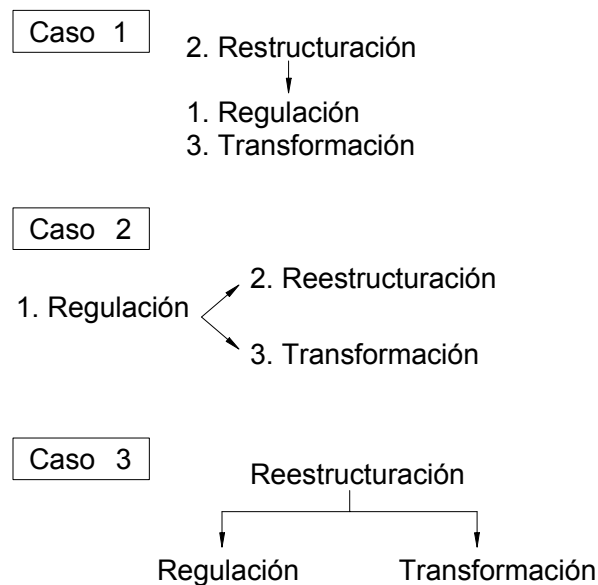 Caso 1
2. Restructuración
1. Regulación
3. Transformación
Caso 2
2. Reestructuración
1. Regulación
3. Transformación
Caso 3
Reestructuración
Regulación Transformación